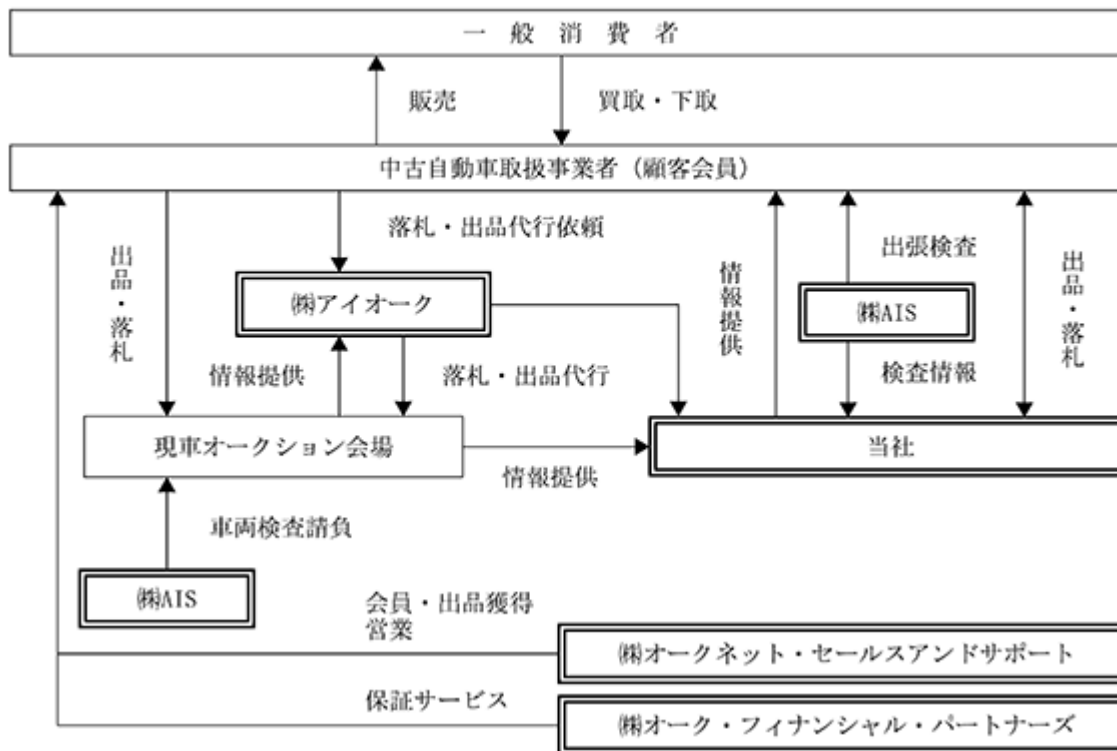 一般消費者
販売
買取・下取
中古自動車取扱事業者（顧客会員）
出品・落札
落札・出品代行依頼
情報提供
出張検査
出品・落札
㈱アイオーク
㈱AIS
情報提供
落札・出品代行
検査情報
現車オークション会場
情報提供
当社
車両検査請負
㈱AIS
会員・出品獲得
営業
㈱オークネット・セールスアンドサポート
保証サービス
㈱オーク・フィナンシャル・パートナーズ